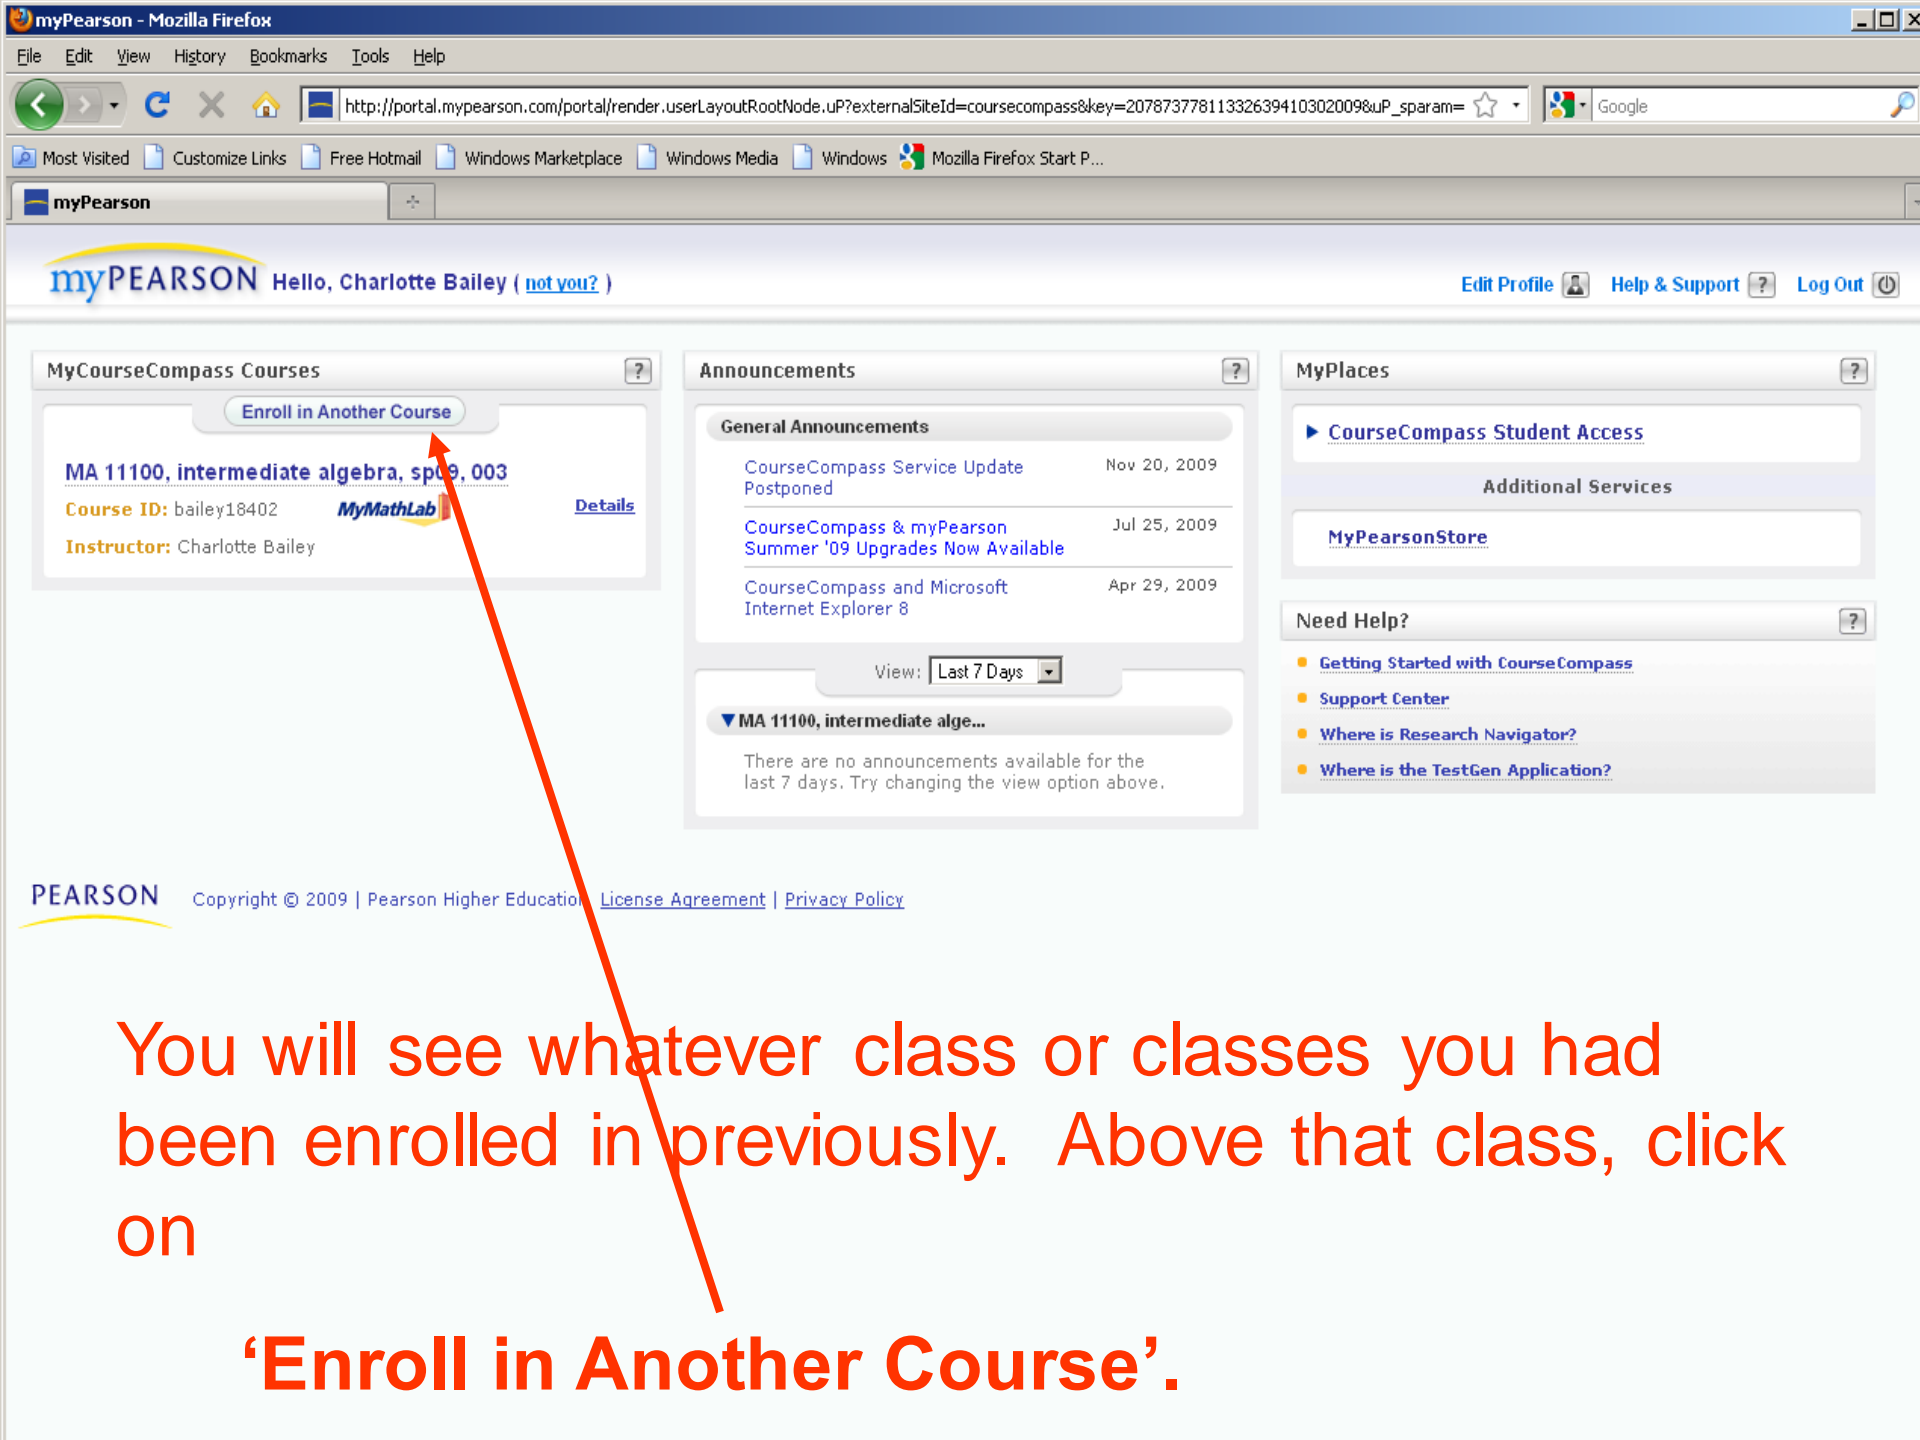 myPearson - Mozilla Firefox
File Edit View History Bookmarks Tools Help
http://portal.mypearson.com/portal/render.userLayoutRootNode.uP?externalSiteId=coursecompass&key=20787377811332639410302009&uP_sparam= Google
Most Visited Customize Links Free Hotmail Windows Marketplace Windows Media Windows Mozilla Firefox Start P...
myPearson
myPEARSON Hello, Charlotte Bailey ( not you? ) Edit Profile Help & Support ? Log Out
MyCourseCompass Courses ?
Enroll in Another Course
MA 11100, intermediate algebra, sp09, 003
Course ID: bailey18402 MyMathLab Details
Instructor: Charlotte Bailey
Announcements ?
General Announcements
CourseCompass Service Update Nov 20, 2009
Postponed
CourseCompass & myPearson Jul 25, 2009
Summer '09 Upgrades Now Available
CourseCompass and Microsoft Apr 29, 2009
Internet Explorer 8
View: Last 7 Days
MA 11100, intermediate alge...
There are no announcements available for the
last 7 days. Try changing the view option above.
MyPlaces ?
CourseCompass Student Access
Additional Services
MyPearsonStore
Need Help? ?
Getting Started with CourseCompass
Support Center
Where is Research Navigator?
Where is the TestGen Application?
PEARSON Copyright © 2009 | Pearson Higher Education License Agreement | Privacy Policy
You will see whatever class or classes you had
been enrolled in previously. Above that class, click
on
‘Enroll in Another Course’.